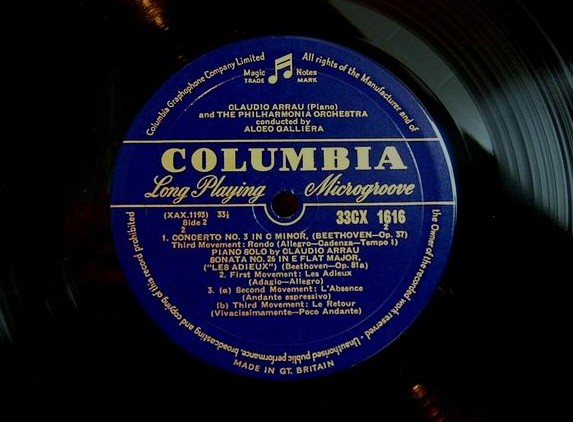 Columbia Graphophone Company Limited
All rights of the Manufacturer and of
the Owner of the recorded work reserved - Unauthorised public performance, broadcasting and copying of this record prohibited
Magic Notes
TRADE MARK
CLAUDIO ARRAU (Piano)
and THE PHILHARMONIA ORCHESTRA
conducted by
ALCEO GALLIERA
COLUMBIA
Long Playing Microgroove
(XAX.1193) 33⅓ 33CX 1616
Side 2 2
2
1. CONCERTO NO. 3 IN C MINOR, (BEETHOVEN—Op. 37)
Third Movement: Rondo (Allegro—Cadenza—Tempo I)
PIANO SOLO by CLAUDIO ARRAU
SONATA NO. 26 IN E FLAT MAJOR,
("LES ADIEUX") (Beethoven—Op. 81a)
2. First Movement: Les Adieux
(Adagio—Allegro)
3. (a) Second Movement: L'Absence
(Andante espressivo)
(b) Third Movement: Le Retour
(Vivacissimamente—Poco Andante)
MADE IN GT. BRITAIN